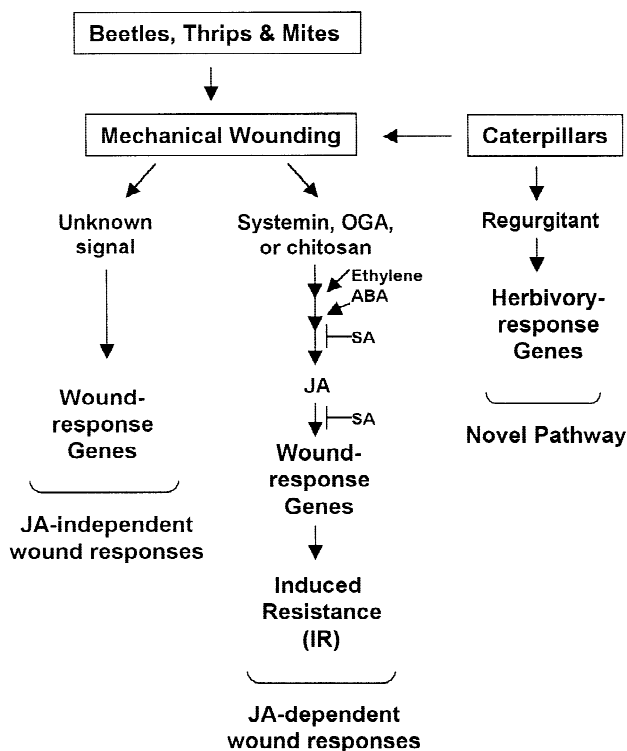 Beetles, Thrips & Mites
Mechanical Wounding
Caterpillars
Unknown
signal
Systemin, OGA,
or chitosan
Regurgitant
Ethylene
ABA
SA
JA
SA
Herbivory-
response
Genes
Novel Pathway
Wound-
response
Genes
JA-independent
wound responses
Wound-
response
Genes
Induced
Resistance
(IR)
JA-dependent
wound responses